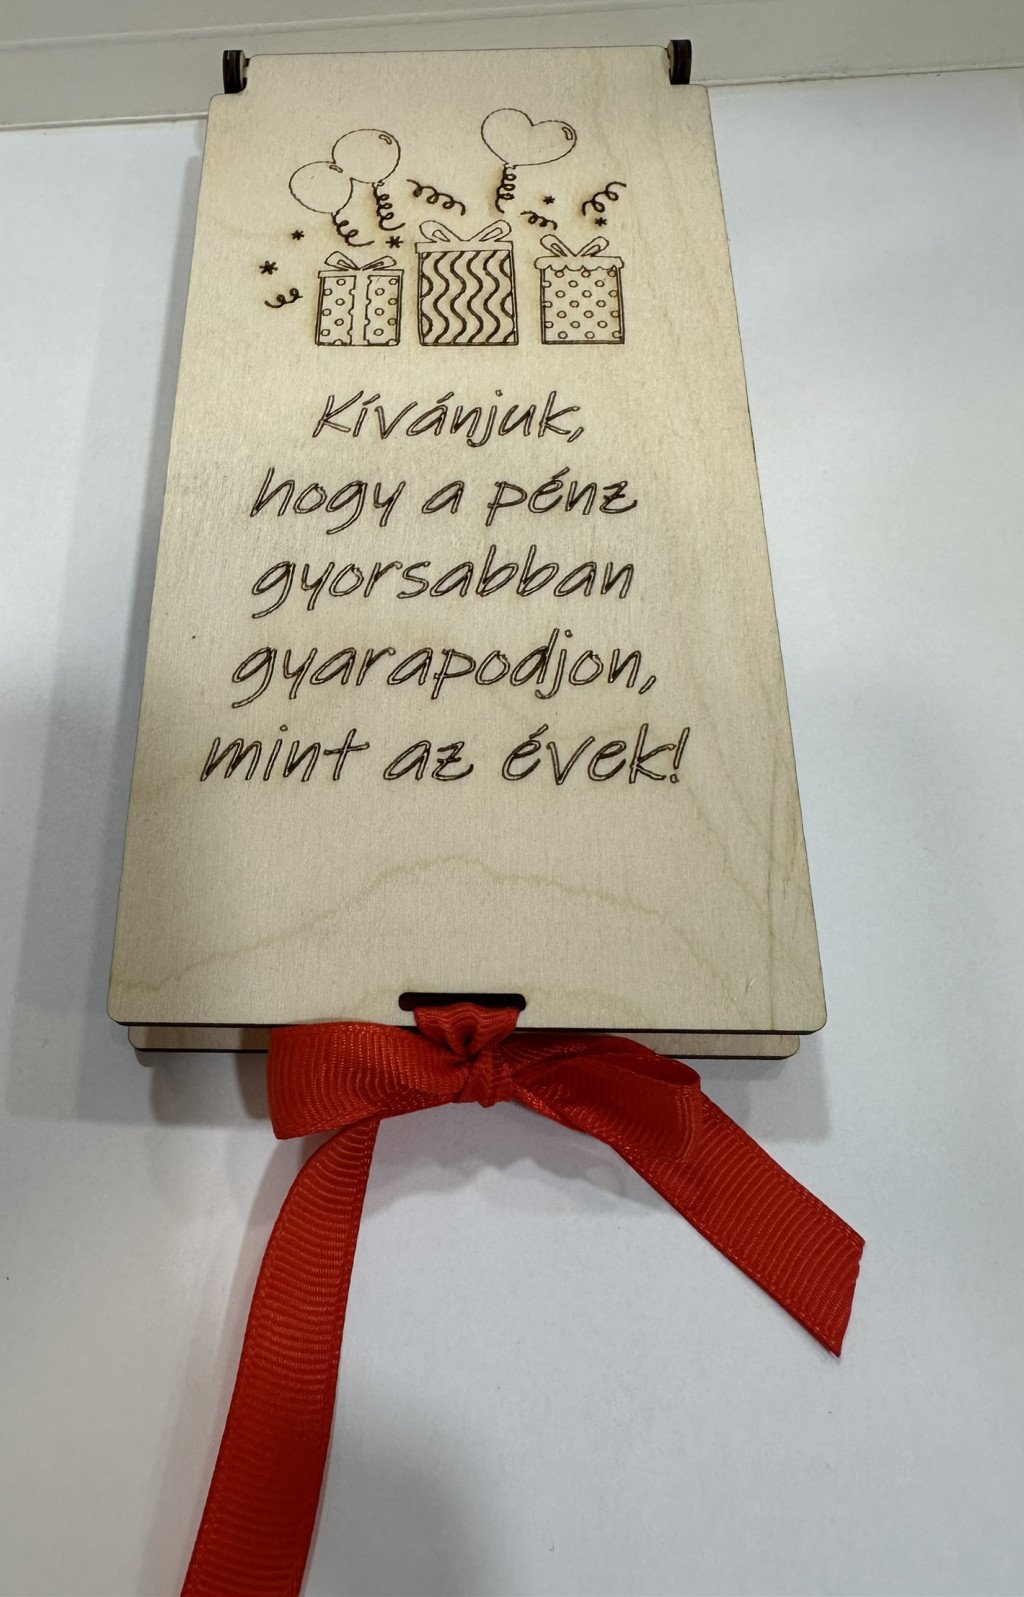 Kívánjuk,
hogy a pénz
gyorsabban
gyarapodjon,
mint az évek!